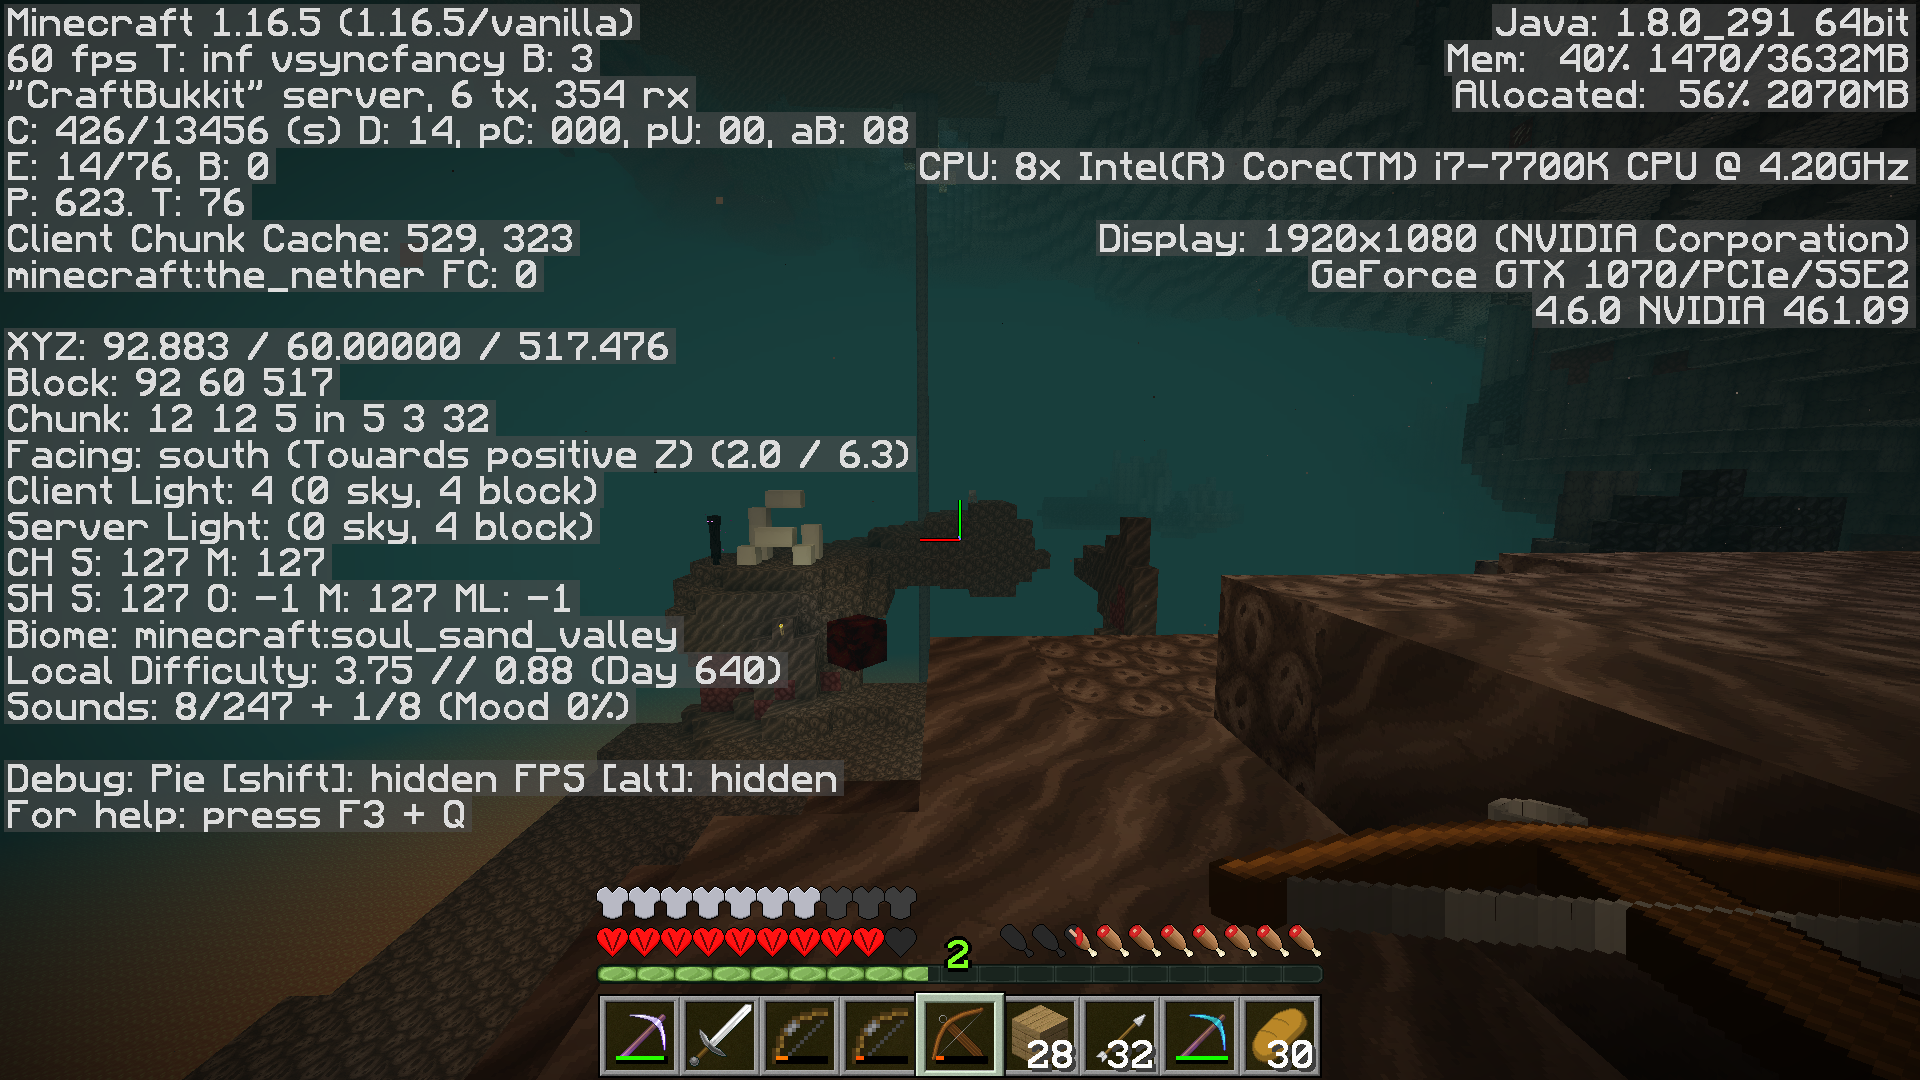 Minecraft 1.16.5 (1.16.5/vanilla)
60 fps T: inf vsyncfancy B: 3
"CraftBukkit" server, 6 tx, 354 rx
C: 426/13456 (s) D: 14, pC: 000, pU: 00, aB: 08
E: 14/76, B: 0
P: 623. T: 76
Client Chunk Cache: 529, 323
minecraft:the_nether FC: 0
XYZ: 92.883 / 60.00000 / 517.476
Block: 92 60 517
Chunk: 12 12 5 in 5 3 32
Facing: south (Towards positive Z) (2.0 / 6.3)
Client Light: 4 (0 sky, 4 block)
Server Light: (0 sky, 4 block)
CH S: 127 M: 127
SH S: 127 O: -1 M: 127 ML: -1
Biome: minecraft:soul_sand_valley
Local Difficulty: 3.75 // 0.88 (Day 640)
Sounds: 8/247 + 1/8 (Mood 0%)
Debug: Pie [shift]: hidden FPS [alt]: hidden
For help: press F3 + Q
Java: 1.8.0_291 64bit
Mem: 40% 1470/3632MB
Allocated: 56% 2070MB
CPU: 8x Intel(R) Core(TM) i7-7700K CPU @ 4.20GHz
Display: 1920x1080 (NVIDIA Corporation)
GeForce GTX 1070/PCIe/SSE2
4.6.0 NVIDIA 461.09
2
28 32 30